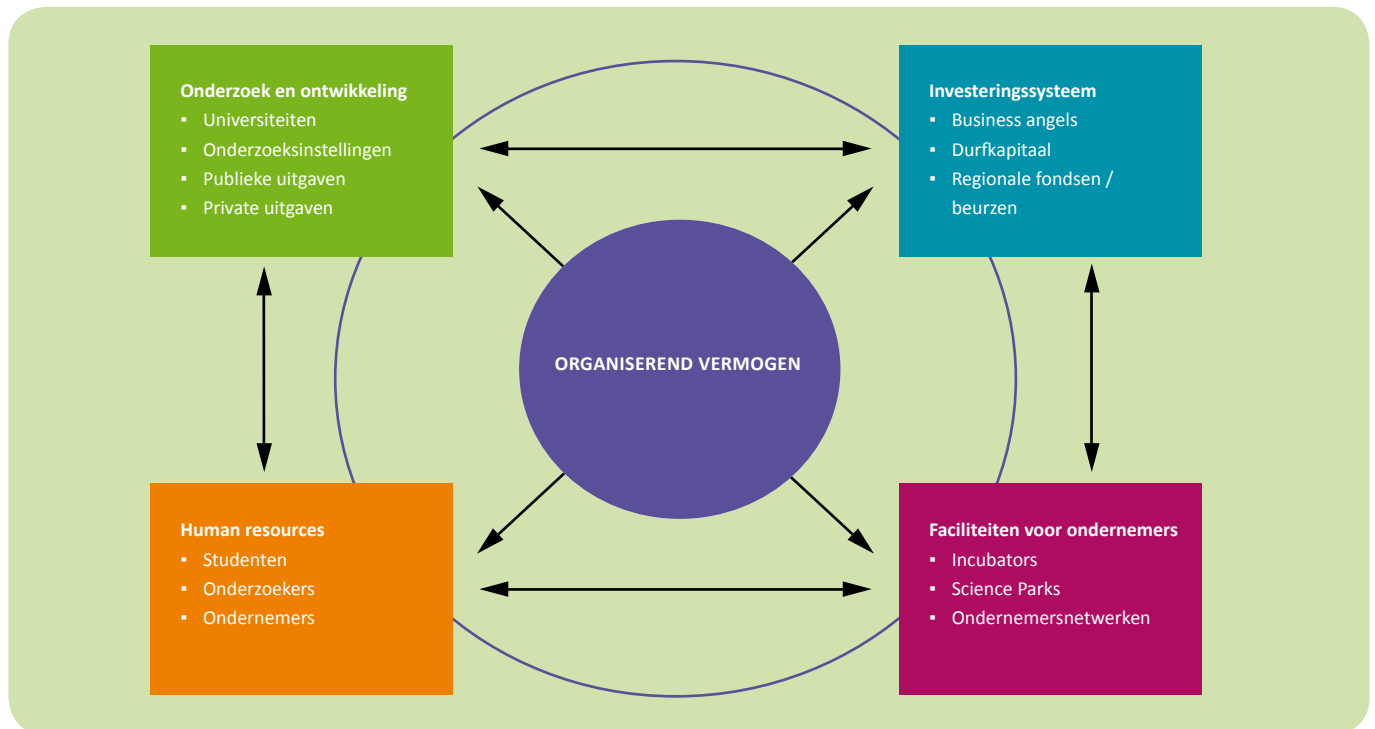 Onderzoek en ontwikkeling
▪ Universiteiten
▪ Onderzoeksinstellingen
▪ Publieke uitgaven
▪ Private uitgaven
Investeringssysteem
▪ Business angels
▪ Durfkapitaal
▪ Regionale fondsen /
beurzen
ORGANISEREND VERMOGEN
Human resources
▪ Studenten
▪ Onderzoekers
▪ Ondernemers
Faciliteiten voor ondernemers
▪ Incubators
▪ Science Parks
▪ Ondernemersnetwerken